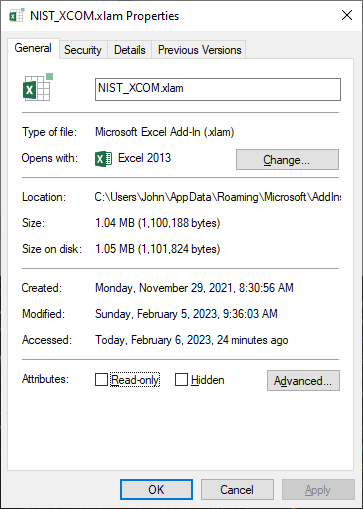 NIST_XCOM.xlam Properties
General Security Details Previous Versions
NIST_XCOM.xlam
Type of file: Microsoft Excel Add-In (.xlam)
Opens with: Excel 2013 Change...
Location: C:\Users\John\AppData\Roaming\Microsoft\AddIns
Size: 1.04 MB (1,100,188 bytes)
Size on disk: 1.05 MB (1,101,824 bytes)
Created: Monday, November 29, 2021, 8:30:56 AM
Modified: Sunday, February 5, 2023, 9:36:03 AM
Accessed: Today, February 6, 2023, 24 minutes ago
Attributes: Read-only Hidden Advanced...
OK Cancel Apply